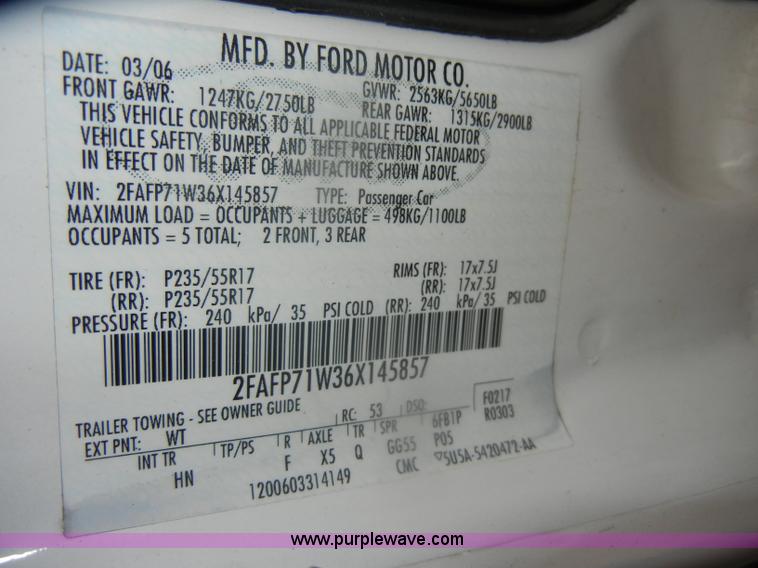 MFD. BY FORD MOTOR CO.
DATE: 03/06 GVWR: 2563KG/5650LB
FRONT GAWR: 1247KG/2750LB REAR GAWR: 1315KG/2900LB
THIS VEHICLE CONFORMS TO ALL APPLICABLE FEDERAL MOTOR
VEHICLE SAFETY, BUMPER, AND THEFT PREVENTION STANDARDS
IN EFFECT ON THE DATE OF MANUFACTURE SHOWN ABOVE.
VIN: 2FAFP71W36X145857 TYPE: Passenger Car
MAXIMUM LOAD = OCCUPANTS + LUGGAGE = 498KG/1100LB
OCCUPANTS = 5 TOTAL; 2 FRONT, 3 REAR
TIRE (FR): P235/55R17 RIMS (FR): 17x7.5J
(RR): P235/55R17 (RR): 17x7.5J
PRESSURE (FR): 240 kPa/ 35 PSI COLD (RR): 240 kPa/ 35 PSI COLD
2FAFP71W36X145857
F0217
TRAILER TOWING - SEE OWNER GUIDE RC: 53 DSO: R0303
EXT PNT: WT TP/PS R AXLE TR SPR 6FB1P
INT TR F X5 Q GG55 P05
HN 1200603314149 CMC 5U5A-5420472-AA
www.purplewave.com